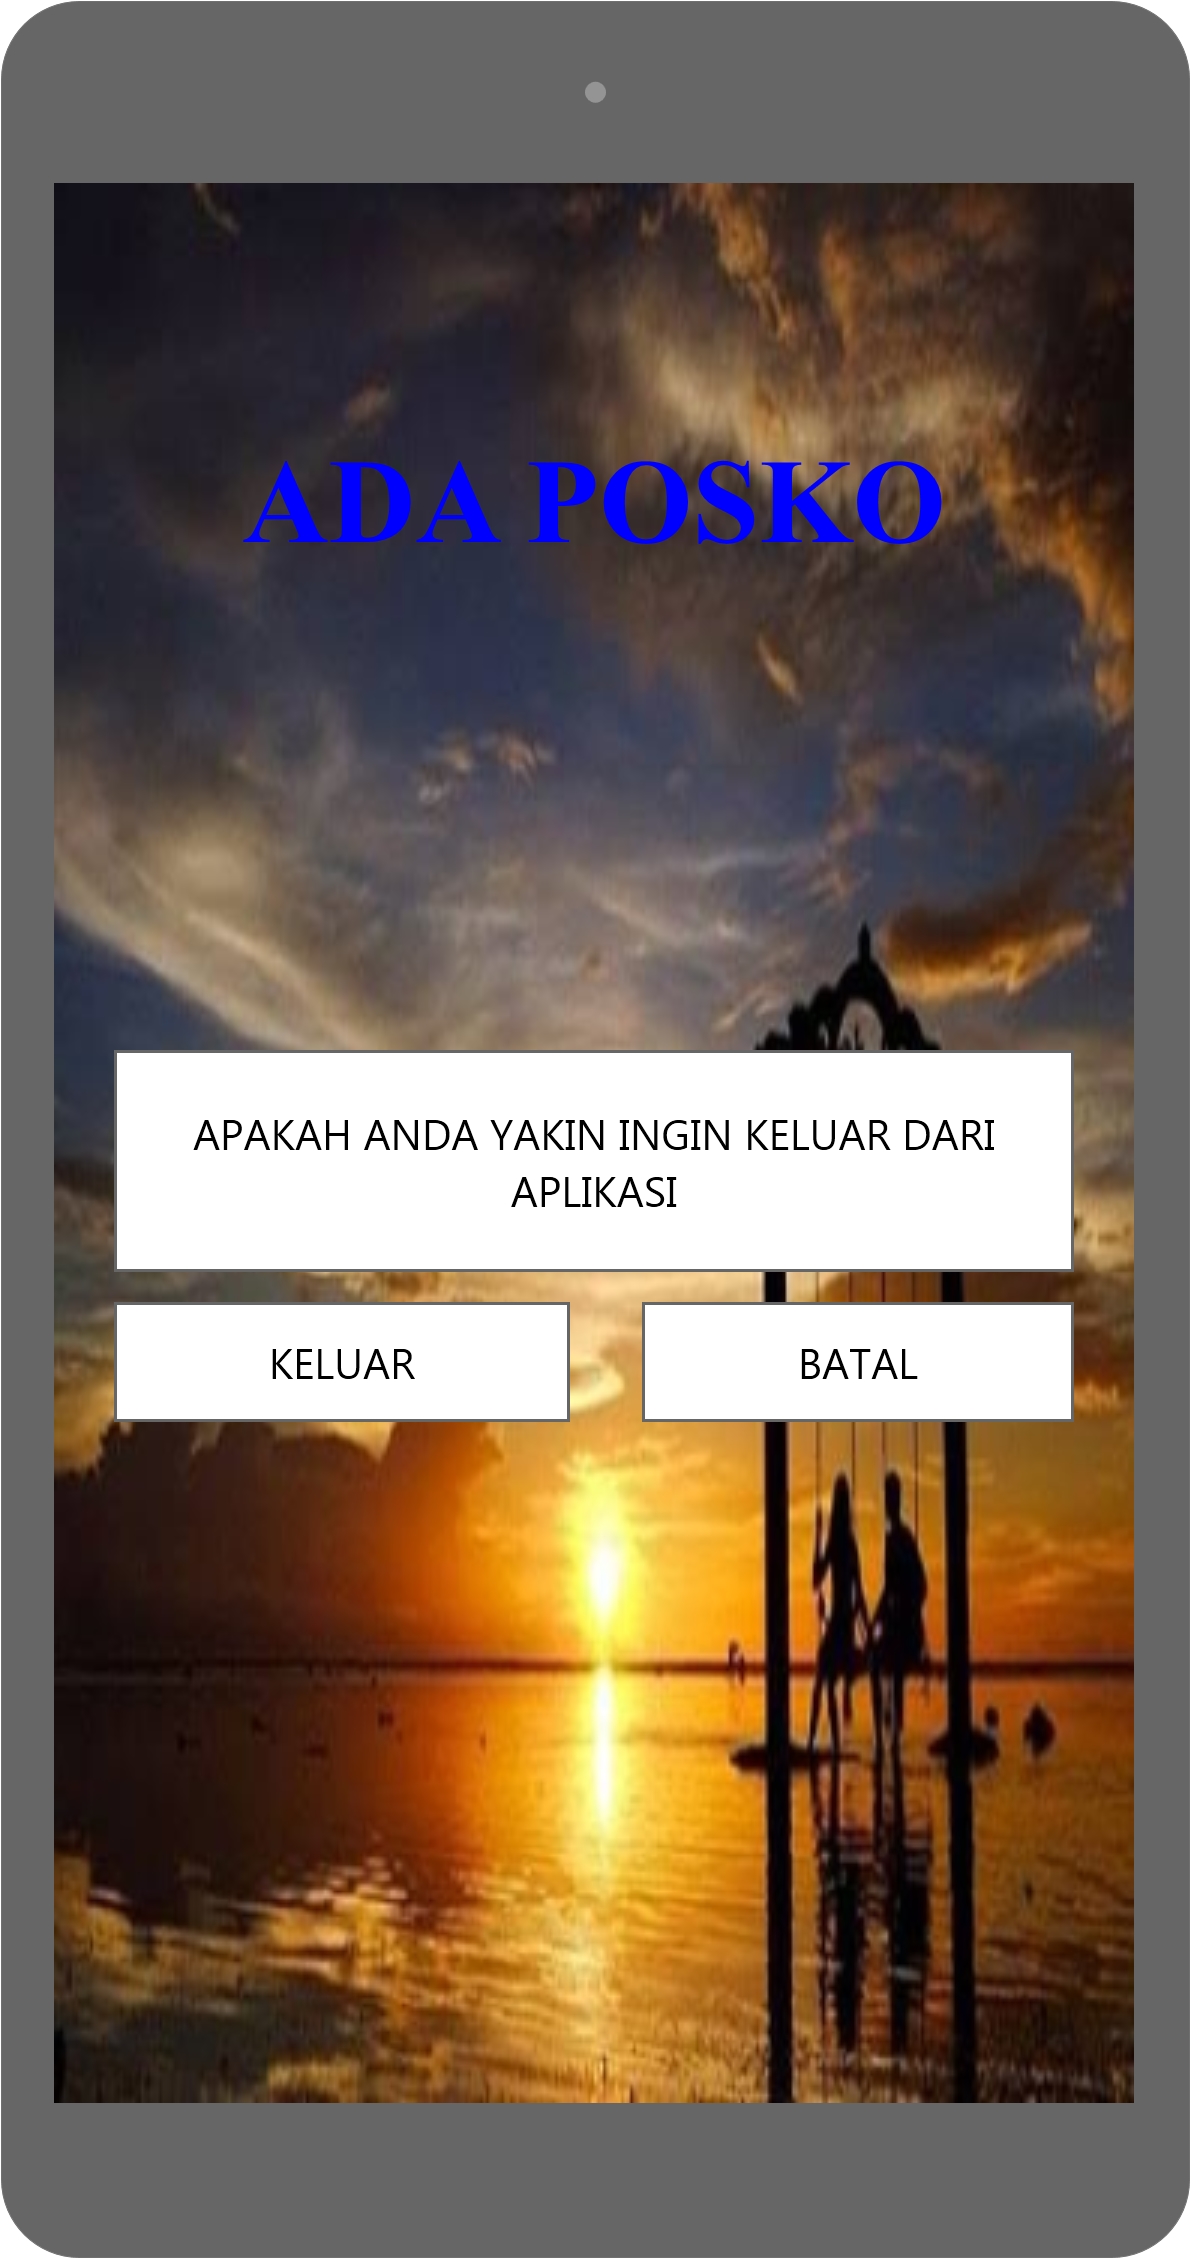 ADA POSKO
APAKAH ANDA YAKIN INGIN KELUAR DARI
APLIKASI
KELUAR
BATAL